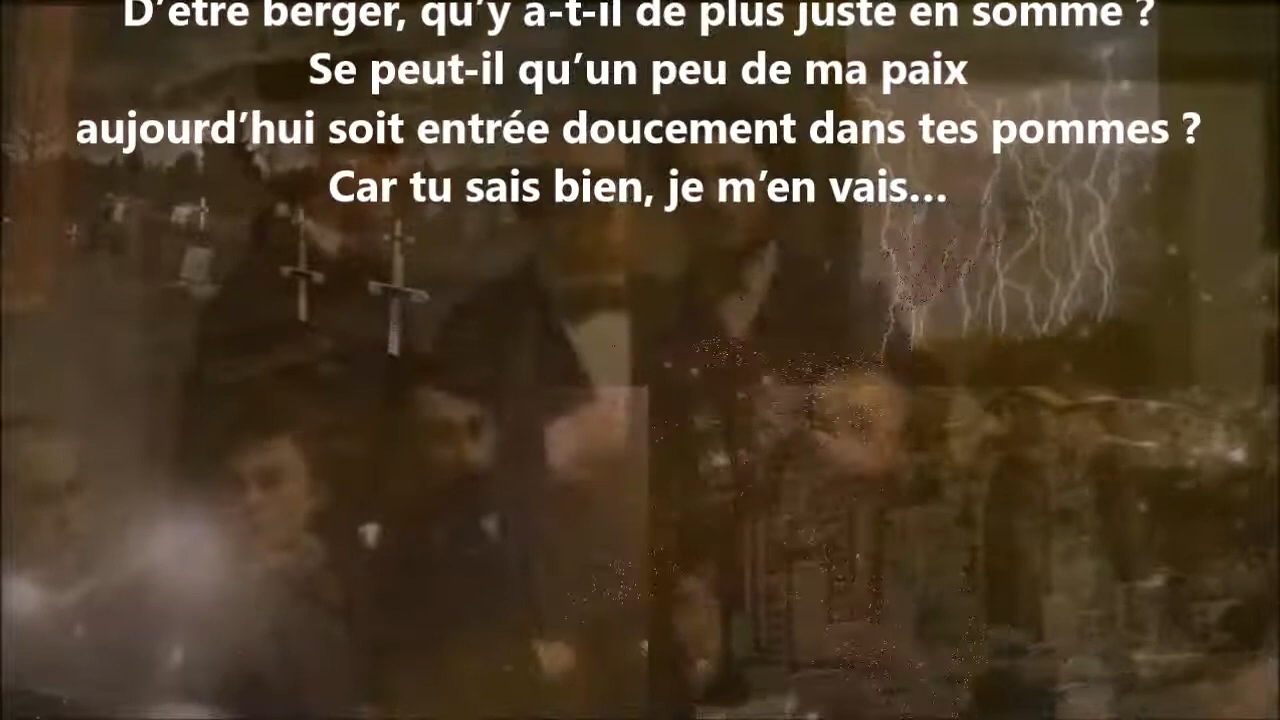 D’être berger, qu’y a-t-il de plus juste en somme ?
Se peut-il qu’un peu de ma paix
aujourd’hui soit entrée doucement dans tes pommes ?
Car tu sais bien, je m’en vais...